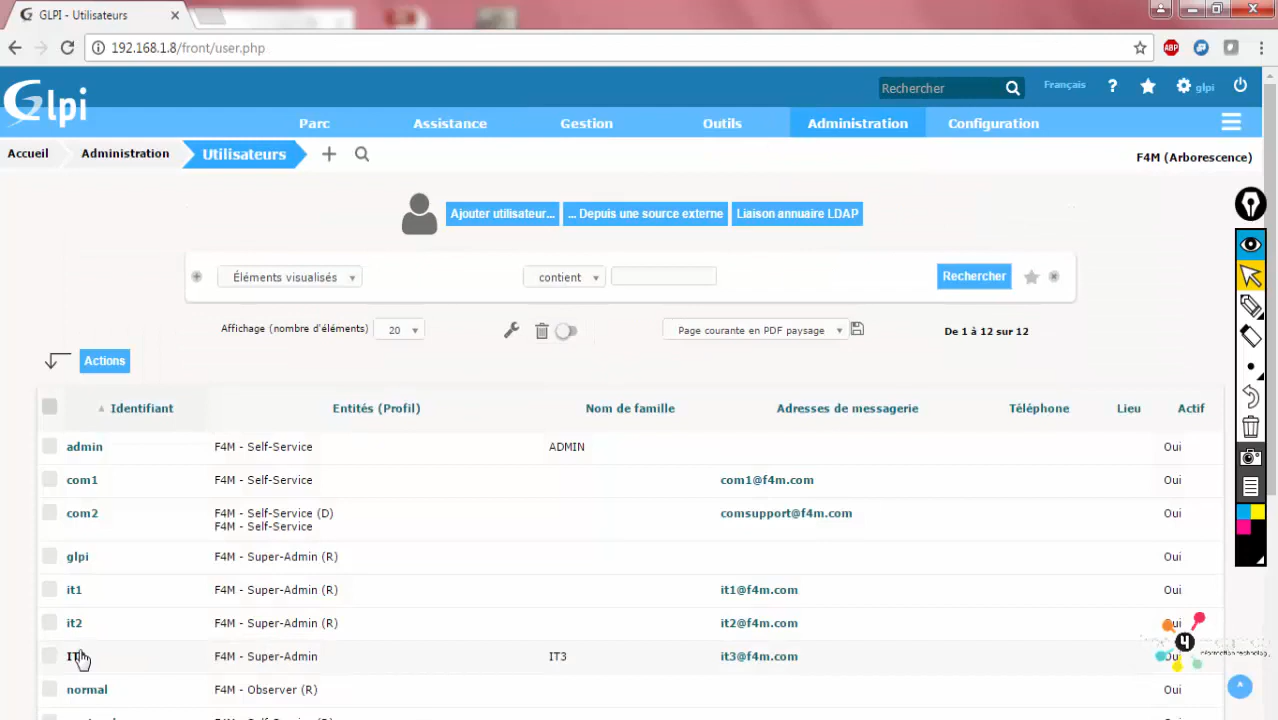 GLPI - Utilisateurs
192.168.1.8/front/user.php
ABP
Glpi
Rechercher
Français
?
glpi
Parc
Assistance
Gestion
Outils
Administration
Configuration
Accueil
Administration
Utilisateurs
F4M (Arborescence)
Ajouter utilisateur...
... Depuis une source externe
Liaison annuaire LDAP
Éléments visualisés
contient
Rechercher
Affichage (nombre d'éléments)
20
Page courante en PDF paysage
De 1 à 12 sur 12
Actions
Identifiant Entités (Profil) Nom de famille Adresses de messagerie Téléphone Lieu Actif
admin F4M - Self-Service ADMIN Oui
com1 F4M - Self-Service com1@f4m.com Oui
com2 F4M - Self-Service (D) comsupport@f4m.com Oui
F4M - Self-Service
glpi F4M - Super-Admin (R) Oui
it1 F4M - Super-Admin (R) it1@f4m.com Oui
it2 F4M - Super-Admin (R) it2@f4m.com Oui
F4M - Super-Admin IT3 it3@f4m.com
normal F4M - Observer (R) Oui
4